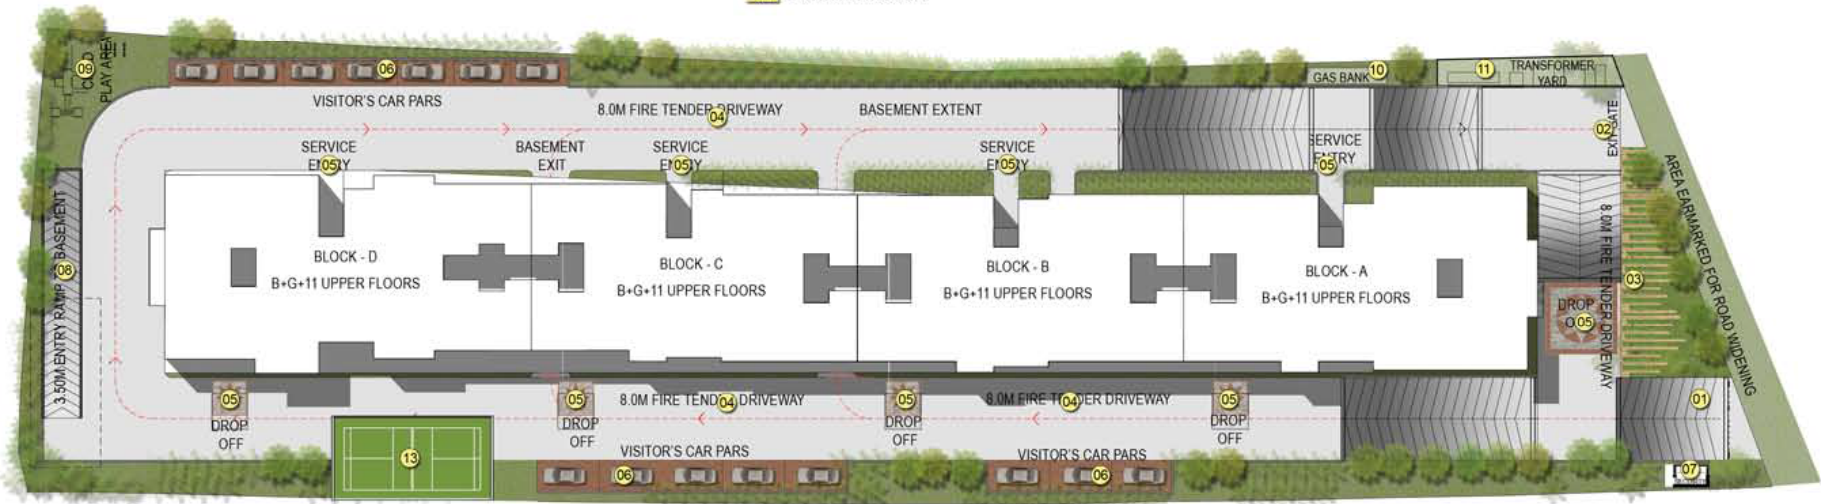 09
CHILD
PLAY AREA
06
VISITOR'S CAR PARS
8.0M FIRE TENDER DRIVEWAY
04
BASEMENT EXTENT
GAS BANK
10
11
TRANSFORMER
YARD
02
EXIT GATE
SERVICE
ENTRY
05
BASEMENT
EXIT
SERVICE
ENTRY
05
SERVICE
ENTRY
05
SERVICE
ENTRY
05
AREA EARMARKED FOR ROAD WIDENING
3.50M ENTRY RAMP TO BASEMENT
08
BLOCK - D
B+G+11 UPPER FLOORS
BLOCK - C
B+G+11 UPPER FLOORS
BLOCK - B
B+G+11 UPPER FLOORS
BLOCK - A
B+G+11 UPPER FLOORS
8.0M FIRE TENDER DRIVEWAY
03
DROP
05
05
DROP
OFF
05
DROP
OFF
8.0M FIRE TENDER DRIVEWAY
04
05
DROP
OFF
8.0M FIRE TENDER DRIVEWAY
04
05
DROP
OFF
01
13
VISITOR'S CAR PARS
06
VISITOR'S CAR PARS
06
07